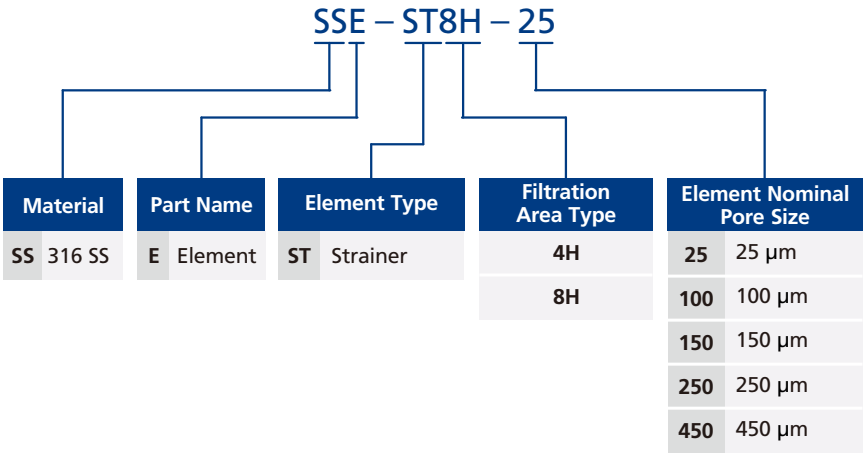 SSE – ST8H – 25
Material
SS 316 SS
Part Name
E Element
Element Type
ST Strainer
Filtration
Area Type
4H
8H
Element Nominal
Pore Size
25 25 µm
100 100 µm
150 150 µm
250 250 µm
450 450 µm